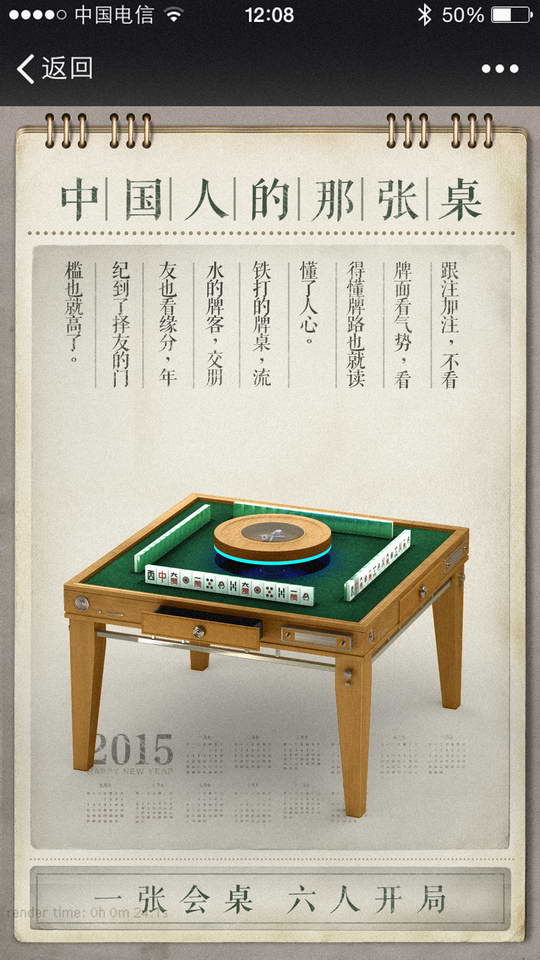 中国电信
12:08
50%
返回
中国人的那张桌
跟注加注，不看
牌面看气势，看
得懂牌路也就读
懂了人心。
铁打的牌桌，流
水的牌客，交朋
友也看缘分，年
纪到了择友的门
槛也就高了。
2015
HAPPY NEW YEAR
一张会桌 六人开局
render time: 0h 0m 24.1s